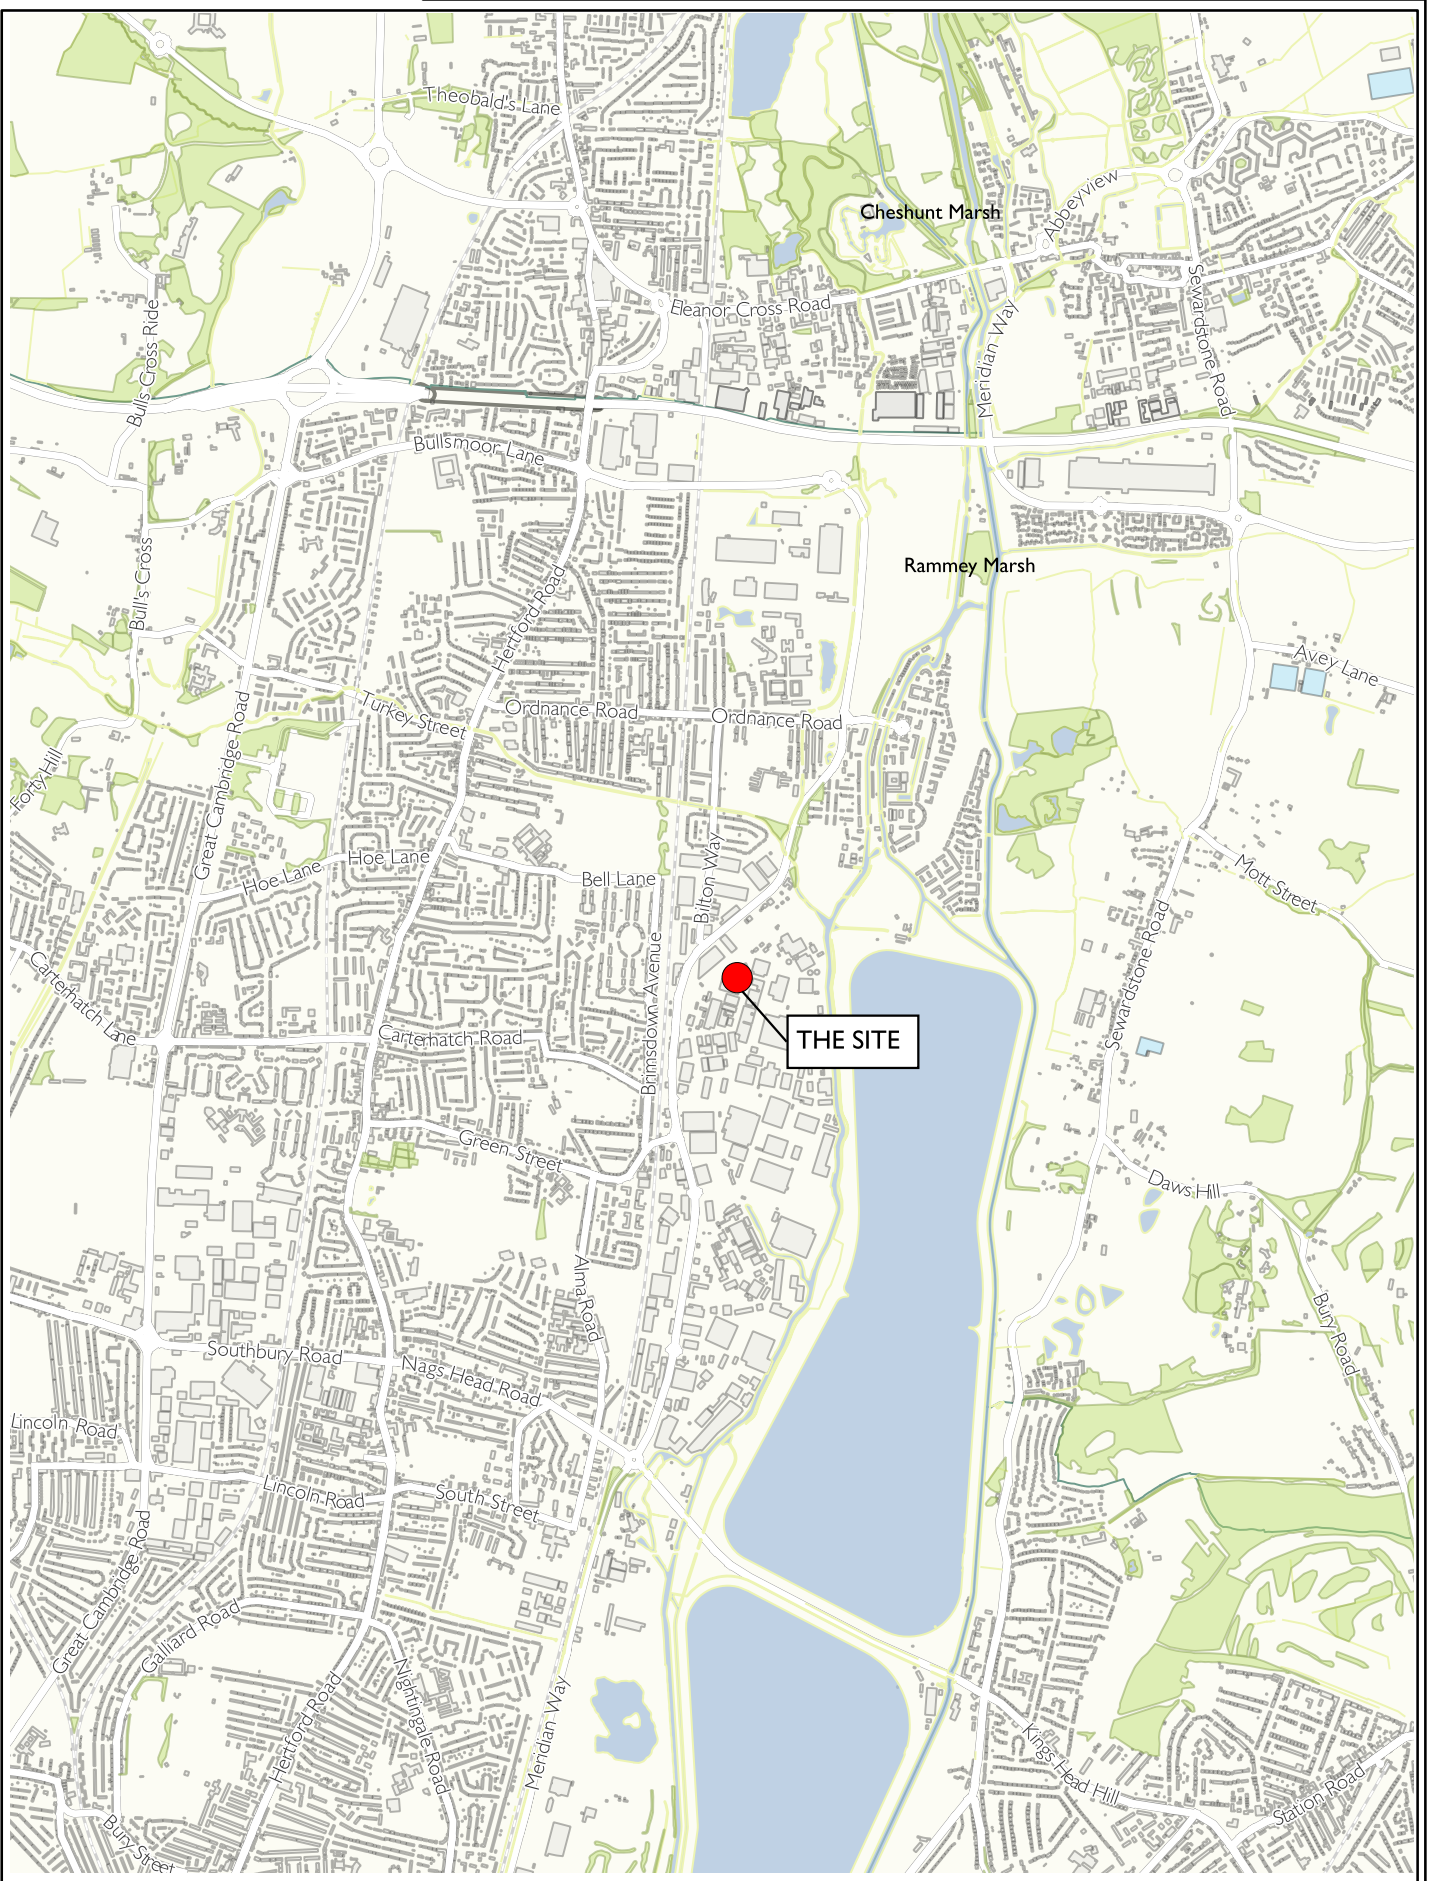 Theobald's Lane
Cheshunt Marsh
Abbeyview
Eleanor Cross Road
Sewardstone Road
Bulls Cross Ride
Meridian Way
Bullsmoor Lane
Bull's Cross
Rammey Marsh
Hertford Road
Avey Lane
Turkey Street
Ordnance Road
Ordnance Road
Great Cambridge Road
Forty Hill
Hoe Lane
Hoe Lane
Bell Lane
Bilton Way
Mott Street
Carterhatch Lane
Brimsdown Avenue
Sewardstone Road
Carterhatch Road
THE SITE
Green Street
Daws Hill
Alma Road
Bury Road
Southbury Road
Nags Head Road
Lincoln Road
Lincoln Road
South Street
Great Cambridge Road
Galliard Road
Hertford Road
Nightingale Road
Meridian Way
Kings Head Hill
Station Road
Bury Street